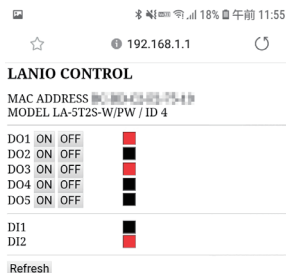 18% 午前 11:55
192.168.1.1
LANIO CONTROL
MAC ADDRESS
MODEL LA-5T2S-W/PW / ID 4
DO1 ON OFF
DO2 ON OFF
DO3 ON OFF
DO4 ON OFF
DO5 ON OFF
DI1
DI2
Refresh